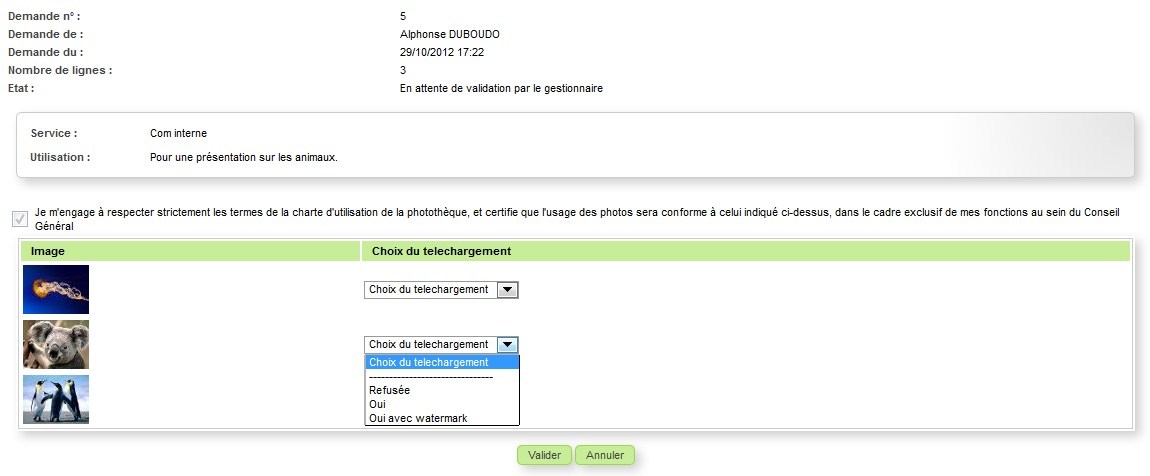 Demande n° : 5
Demande de : Alphonse DUBOUDO
Demande du : 29/10/2012 17:22
Nombre de lignes : 3
Etat : En attente de validation par le gestionnaire
Service : Com interne
Utilisation : Pour une présentation sur les animaux.
Je m'engage à respecter strictement les termes de la charte d'utilisation de la photothèque, et certifie que l'usage des photos sera conforme à celui indiqué ci-dessus, dans le cadre exclusif de mes fonctions au sein du Conseil
Général
Image Choix du telechargement
Choix du telechargement
Choix du telechargement
Choix du telechargement
--------------------------------
Refusée
Oui
Oui avec watermark
Valider Annuler